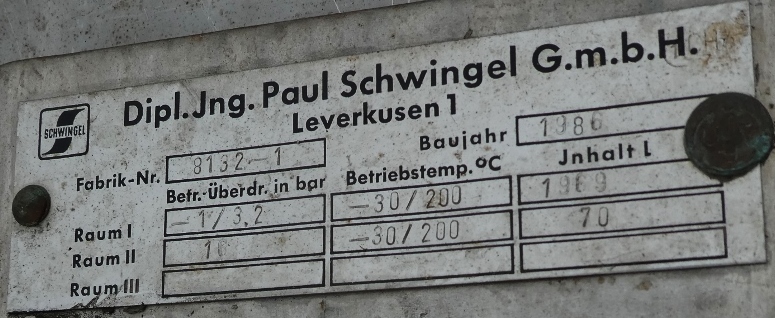 SCHWINGEL
Dipl.Jng. Paul Schwingel G.m.b.H.
Leverkusen 1
Fabrik-Nr. 8132-1 Baujahr 1986
Betr.-Überdr. in bar Betriebstemp. °C Jnhalt L
Raum I -1/3,2 -30/200 1969
Raum II -30/200 70
Raum III